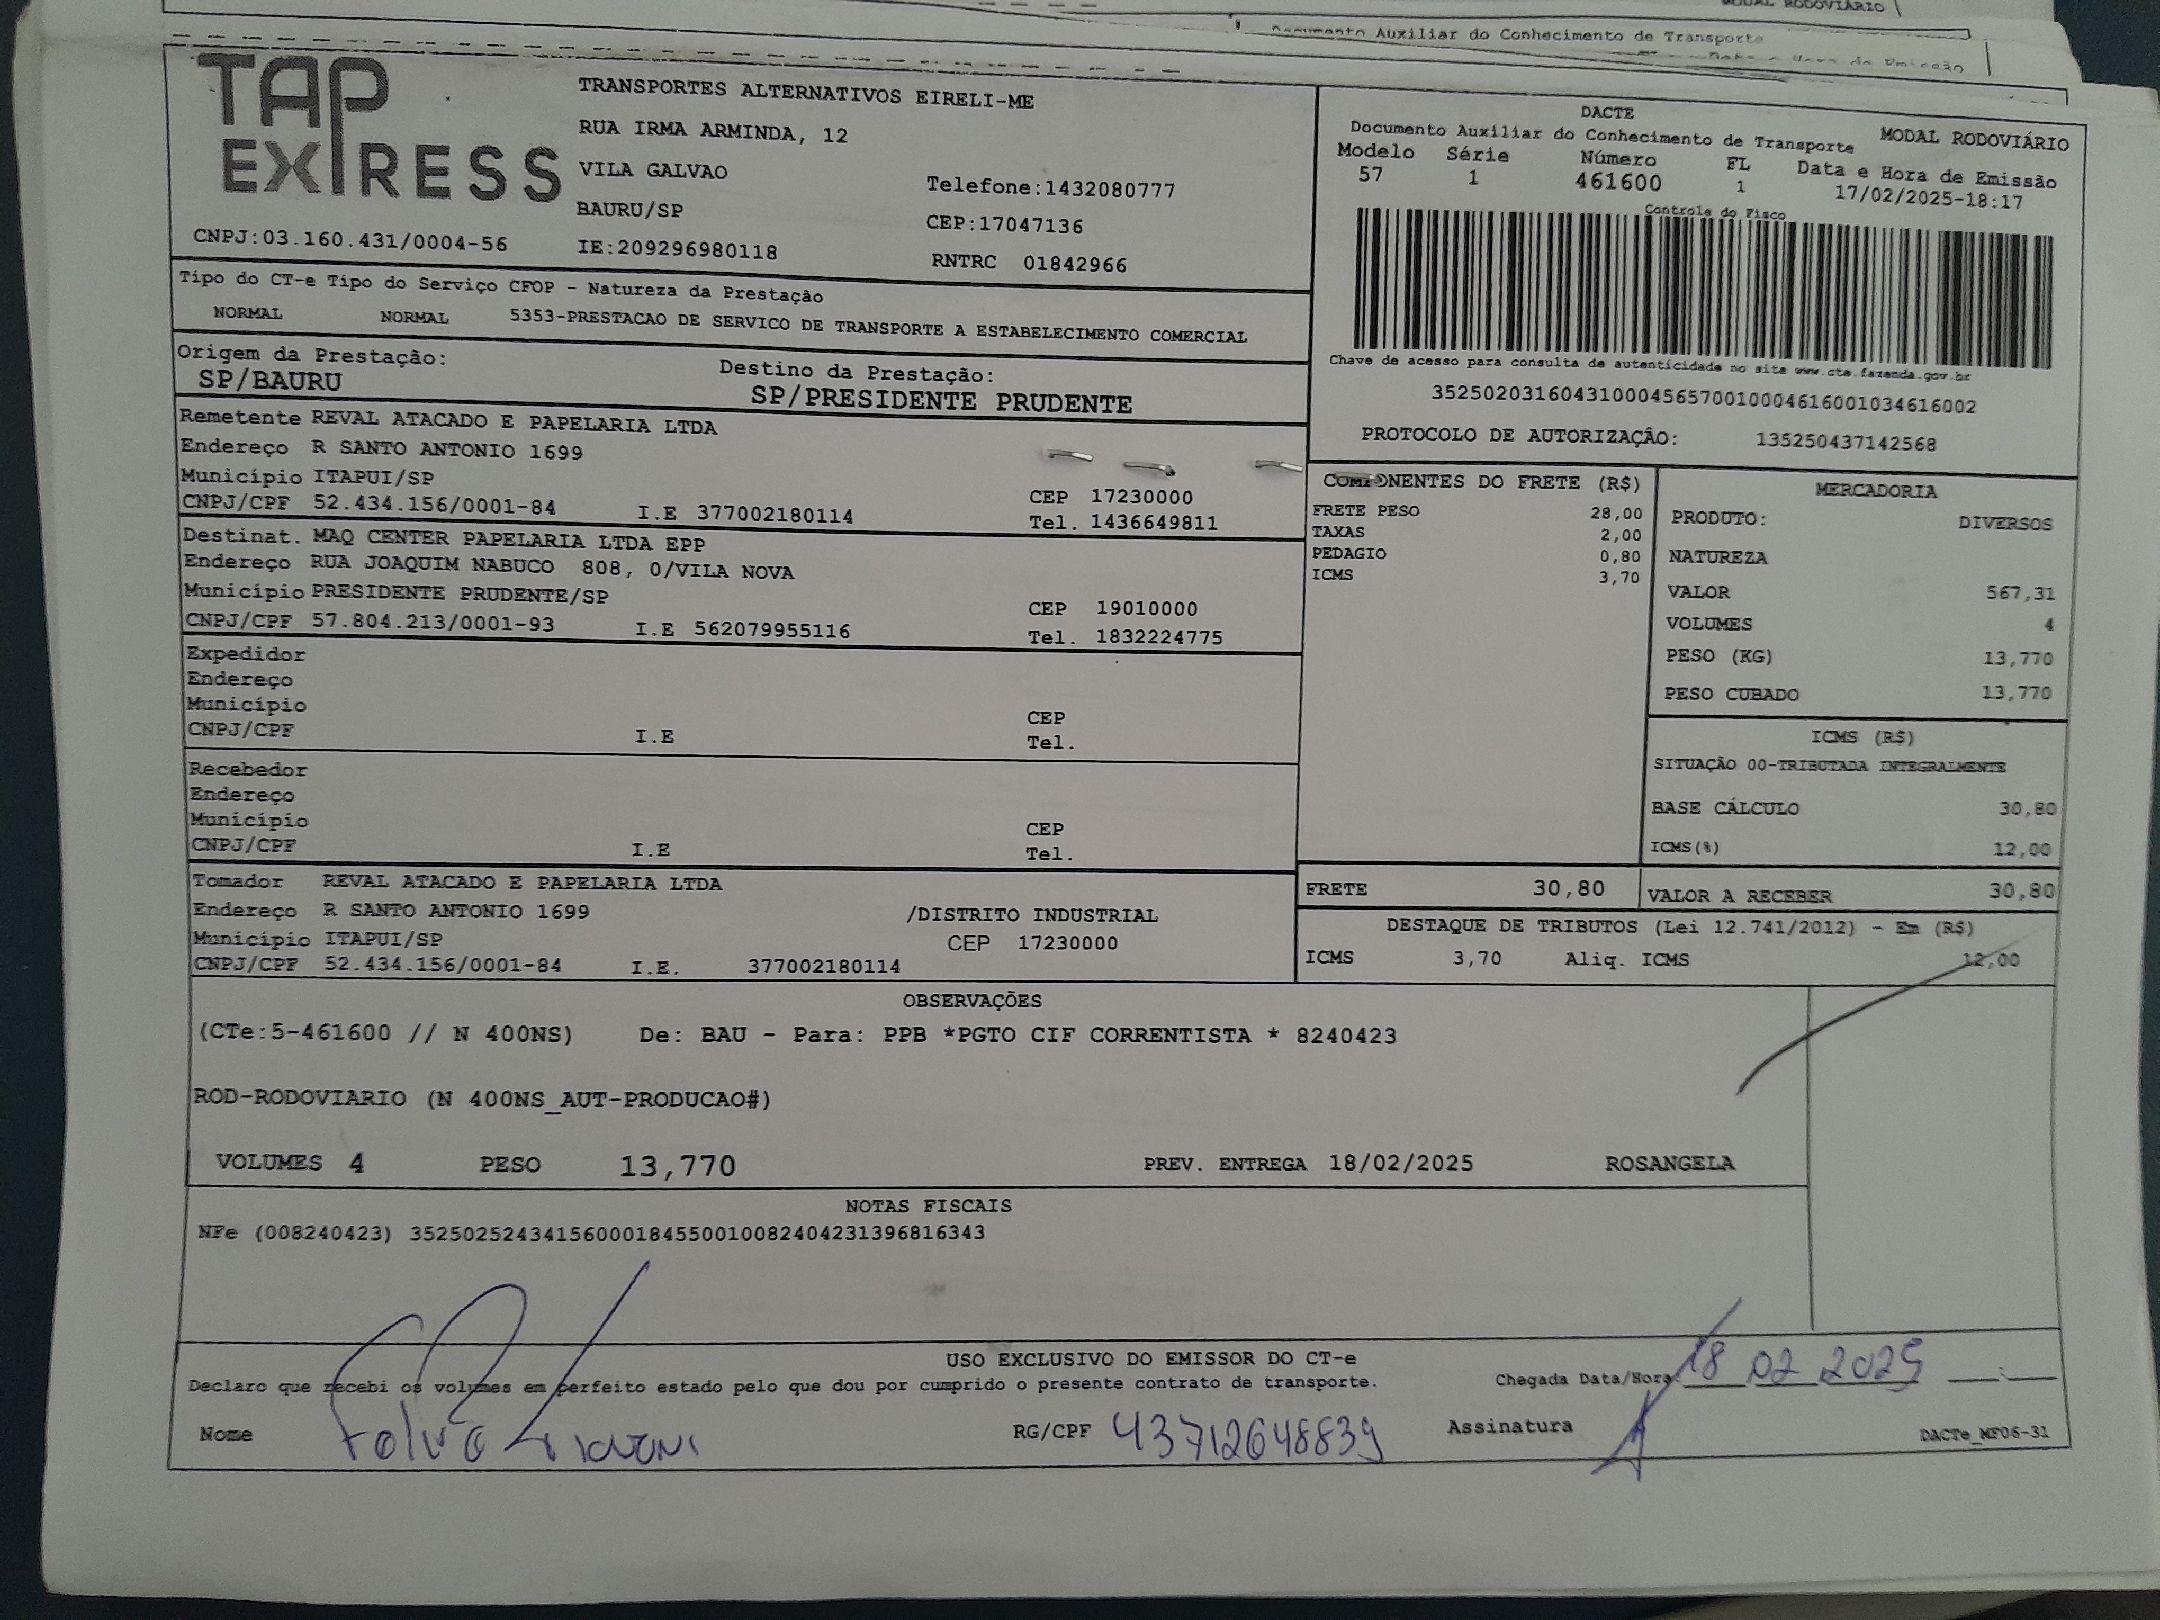 MODAL RODOVIÁRIO
Documento Auxiliar do Conhecimento de Transporte
Data e Hora de Emissão
TAP EXPRESS
TRANSPORTES ALTERNATIVOS EIRELI-ME
RUA IRMA ARMINDA, 12
VILA GALVAO
Telefone:1432080777
BAURU/SP
CEP:17047136
CNPJ:03.160.431/0004-56
IE:209296980118
RNTRC 01842966
DACTE
Documento Auxiliar do Conhecimento de Transporte MODAL RODOVIÁRIO
Modelo Série Número FL Data e Hora de Emissão
57 1 461600 1 17/02/2025-18:17
Controle do Fisco
Chave de acesso para consulta de autenticidade no site www.cte.fazenda.gov.br
35250203160431000456570010004616001034616002
PROTOCOLO DE AUTORIZAÇÃO: 135250437142568
Tipo do CT-e Tipo do Serviço CFOP - Natureza da Prestação
NORMAL NORMAL 5353-PRESTACAO DE SERVICO DE TRANSPORTE A ESTABELECIMENTO COMERCIAL
Origem da Prestação: Destino da Prestação:
SP/BAURU SP/PRESIDENTE PRUDENTE
Remetente REVAL ATACADO E PAPELARIA LTDA
Endereço R SANTO ANTONIO 1699
Município ITAPUI/SP CEP 17230000
CNPJ/CPF 52.434.156/0001-84 I.E 377002180114 Tel. 1436649811
Destinat. MAQ CENTER PAPELARIA LTDA EPP
Endereço RUA JOAQUIM NABUCO 808, 0/VILA NOVA
Município PRESIDENTE PRUDENTE/SP CEP 19010000
CNPJ/CPF 57.804.213/0001-93 I.E 562079955116 Tel. 1832224775
Expedidor
Endereço
Município CEP
CNPJ/CPF I.E Tel.
Recebedor
Endereço
Município CEP
CNPJ/CPF I.E Tel.
Tomador REVAL ATACADO E PAPELARIA LTDA
Endereço R SANTO ANTONIO 1699 /DISTRITO INDUSTRIAL
Município ITAPUI/SP CEP 17230000
CNPJ/CPF 52.434.156/0001-84 I.E. 377002180114
COMPONENTES DO FRETE (R$)
FRETE PESO 28,00
TAXAS 2,00
PEDAGIO 0,80
ICMS 3,70
MERCADORIA
PRODUTO: DIVERSOS
NATUREZA
VALOR 567,31
VOLUMES 4
PESO (KG) 13,770
PESO CUBADO 13,770
ICMS (R$)
SITUAÇÃO 00-TRIBUTADA INTEGRALMENTE
BASE CÁLCULO 30,80
ICMS(%) 12,00
FRETE 30,80 VALOR A RECEBER 30,80
DESTAQUE DE TRIBUTOS (Lei 12.741/2012) - Em (R$)
ICMS 3,70 Aliq. ICMS 12,00
OBSERVAÇÕES
(CTe:5-461600 // N 400NS) De: BAU - Para: PPB *PGTO CIF CORRENTISTA * 8240423
ROD-RODOVIARIO (N 400NS_AUT-PRODUCAO#)
VOLUMES 4 PESO 13,770 PREV. ENTREGA 18/02/2025 ROSANGELA
NOTAS FISCAIS
NFe (008240423) 35250252434156000184550010082404231396816343
USO EXCLUSIVO DO EMISSOR DO CT-e
Declaro que recebi os volumes em perfeito estado pelo que dou por cumprido o presente contrato de transporte. Chegada Data/Hora 18 02 2025 __:__
Nome RG/CPF 43712648839 Assinatura DACTe_MF06-31